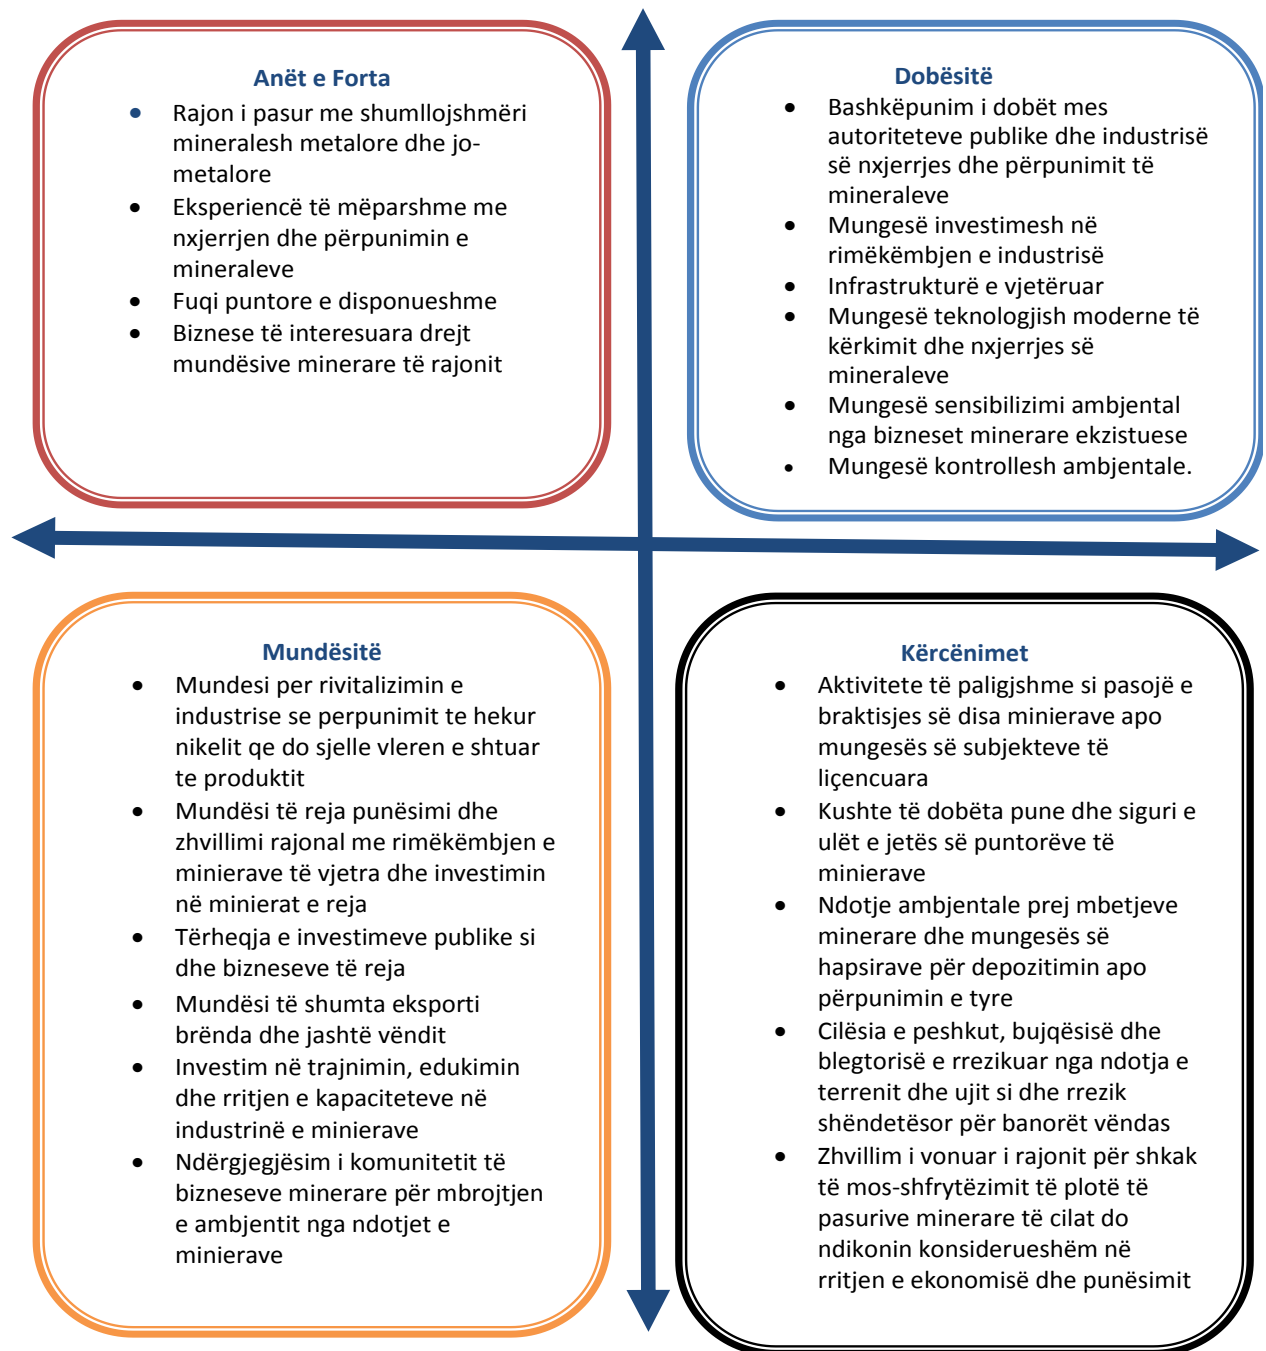 Anët e Forta
• Rajon i pasur me shumllojshmëri
mineralesh metalore dhe jo-
metalore
• Eksperiencë të mëparshme me
nxjerrjen dhe përpunimin e
mineraleve
• Fuqi puntore e disponueshme
• Biznese të interesuara drejt
mundësive minerare të rajonit
Dobësitë
• Bashkëpunim i dobët mes
autoriteteve publike dhe industrisë
së nxjerrjes dhe përpunimit të
mineraleve
• Mungesë investimesh në
rimëkëmbjen e industrisë
• Infrastrukturë e vjetëruar
• Mungesë teknologjish moderne të
kërkimit dhe nxjerrjes së
mineraleve
• Mungesë sensibilizimi ambjental
nga bizneset minerare ekzistuese
• Mungesë kontrollesh ambjentale.
Mundësitë
• Mundesi per rivitalizimin e
industrise se perpunimit te hekur
nikelit qe do sjelle vleren e shtuar
te produktit
• Mundësi të reja punësimi dhe
zhvillimi rajonal me rimëkëmbjen e
minierave të vjetra dhe investimin
në minierat e reja
• Tërheqja e investimeve publike si
dhe bizneseve të reja
• Mundësi të shumta eksporti
brënda dhe jashtë vëndit
• Investim në trajnimin, edukimin
dhe rritjen e kapaciteteve në
industrinë e minierave
• Ndërgjegjësim i komunitetit të
bizneseve minerare për mbrojtjen
e ambjentit nga ndotjet e
minierave
Kërcënimet
• Aktivitete të paligjshme si pasojë e
braktisjes së disa minierave apo
mungesës së subjekteve të
liçencuara
• Kushte të dobëta pune dhe siguri e
ulët e jetës së puntorëve të
minierave
• Ndotje ambjentale prej mbetjeve
minerare dhe mungesës së
hapsirave për depozitimin apo
përpunimin e tyre
• Cilësia e peshkut, bujqësisë dhe
blegtorisë e rrezikuar nga ndotja e
terrenit dhe ujit si dhe rrezik
shëndetësor për banorët vëndas
• Zhvillim i vonuar i rajonit për shkak
të mos-shfrytëzimit të plotë të
pasurive minerare të cilat do
ndikonin konsiderueshëm në
rritjen e ekonomisë dhe punësimit